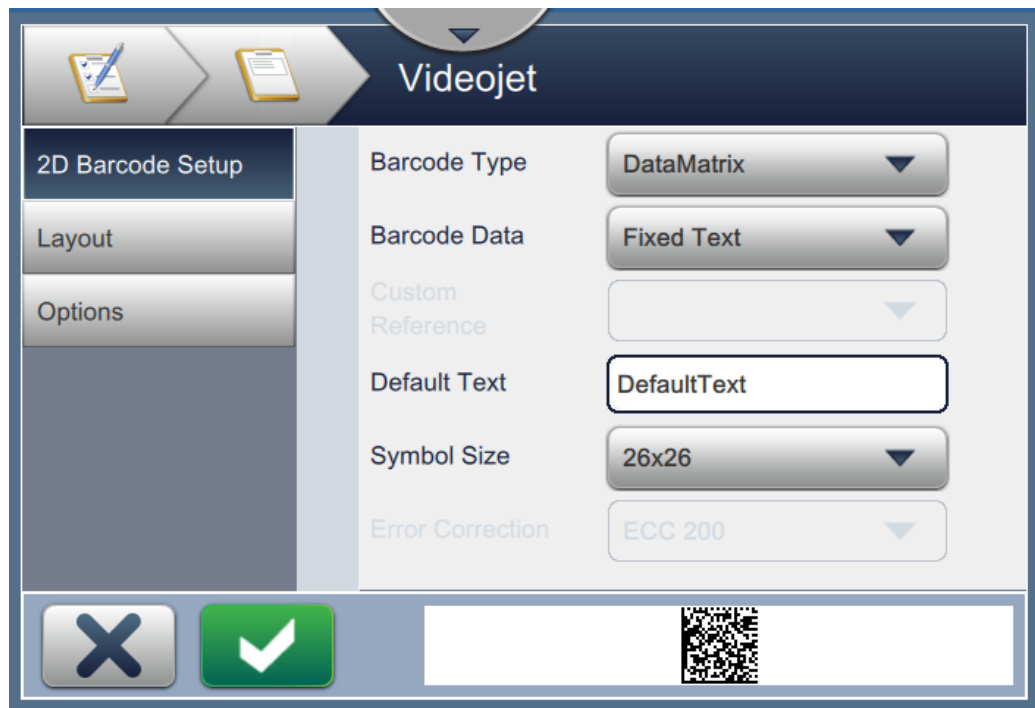 Videojet
2D Barcode Setup
Layout
Options
Barcode Type
DataMatrix
Barcode Data
Fixed Text
Custom
Reference
Default Text
DefaultText
Symbol Size
26x26
Error Correction
ECC 200